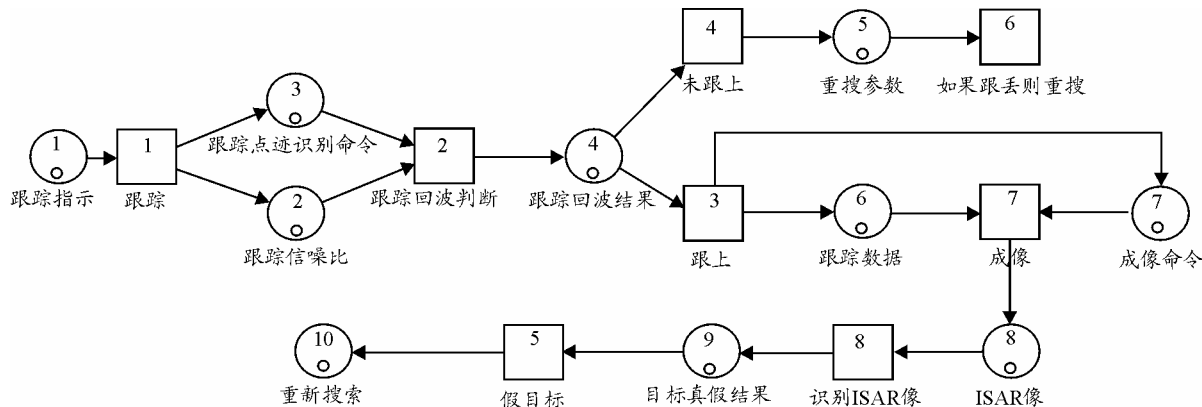 4
未跟上
5
重搜参数
6
如果跟丢则重搜
3
跟踪点迹识别命令
1
跟踪指示
1
跟踪
2
跟踪回波判断
4
跟踪回波结果
2
跟踪信噪比
3
跟上
6
跟踪数据
7
成像
7
成像命令
10
重新搜索
5
假目标
9
目标真假结果
8
识别ISAR像
8
ISAR像